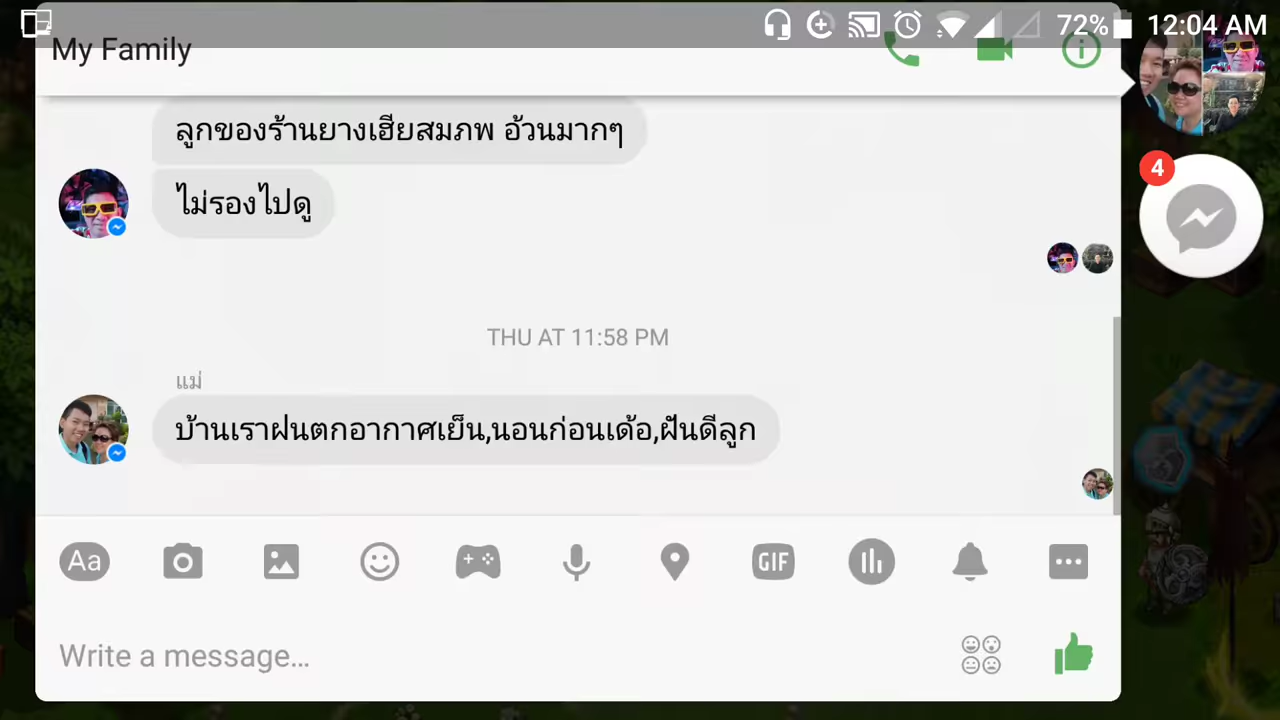 72%
12:04 AM
My Family
ลูกของร้านยางเฮียสมภพ อ้วนมากๆ
ไม่รองไปดู
4
THU AT 11:58 PM
แม่
บ้านเราฝนตกอากาศเย็น,นอนก่อนเด้อ,ฝันดีลูก
Aa
GIF
Write a message...